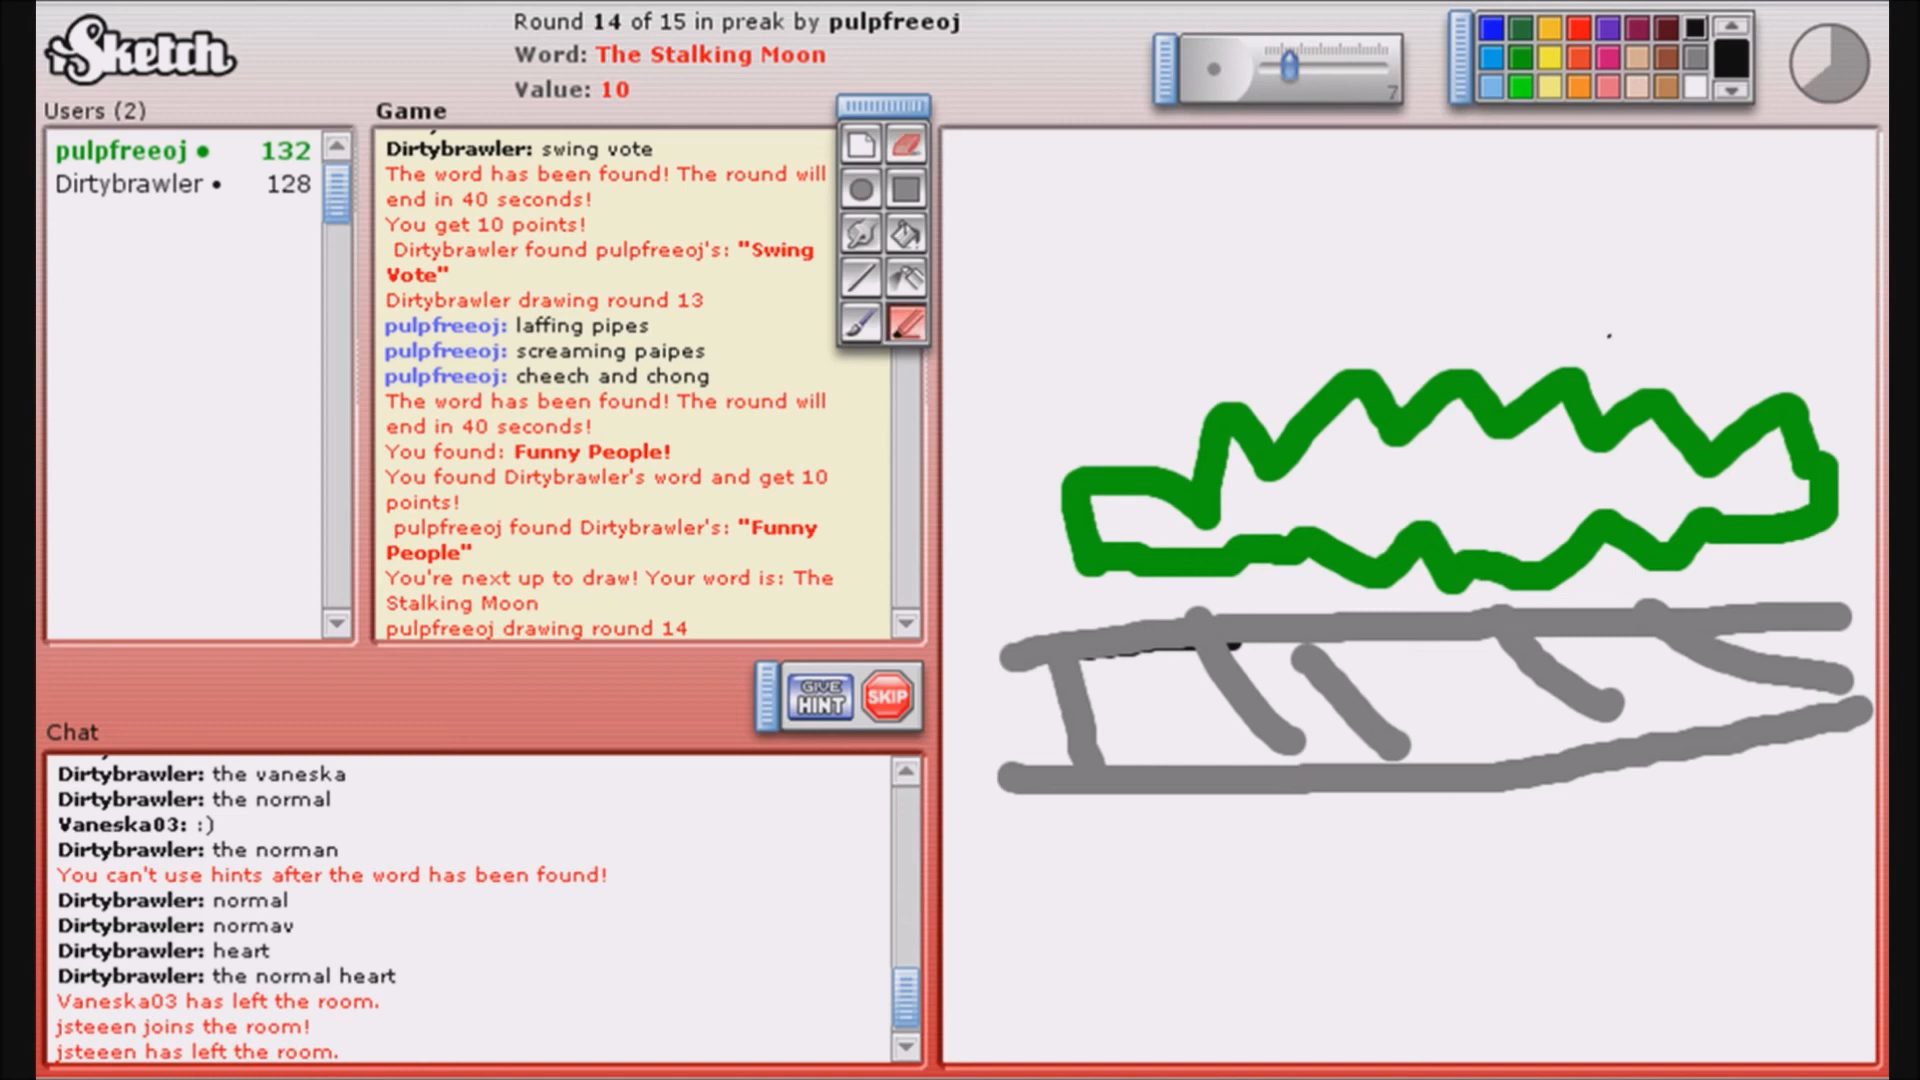 iSketch
Round 14 of 15 in preak by pulpfreeoj
Word: The Stalking Moon
Value: 10
7
Users (2)
pulpfreeoj • 132
Dirtybrawler • 128
Game
Dirtybrawler: swing vote
The word has been found! The round will
end in 40 seconds!
You get 10 points!
Dirtybrawler found pulpfreeoj's: "Swing
Vote"
Dirtybrawler drawing round 13
pulpfreeoj: laffing pipes
pulpfreeoj: screaming paipes
pulpfreeoj: cheech and chong
The word has been found! The round will
end in 40 seconds!
You found: Funny People!
You found Dirtybrawler's word and get 10
points!
pulpfreeoj found Dirtybrawler's: "Funny
People"
You're next up to draw! Your word is: The
Stalking Moon
pulpfreeoj drawing round 14
GIVE
HINT
SKIP
Chat
Dirtybrawler: the vaneska
Dirtybrawler: the normal
Vaneska03: :)
Dirtybrawler: the norman
You can't use hints after the word has been found!
Dirtybrawler: normal
Dirtybrawler: normav
Dirtybrawler: heart
Dirtybrawler: the normal heart
Vaneska03 has left the room.
jsteeen joins the room!
jsteeen has left the room.